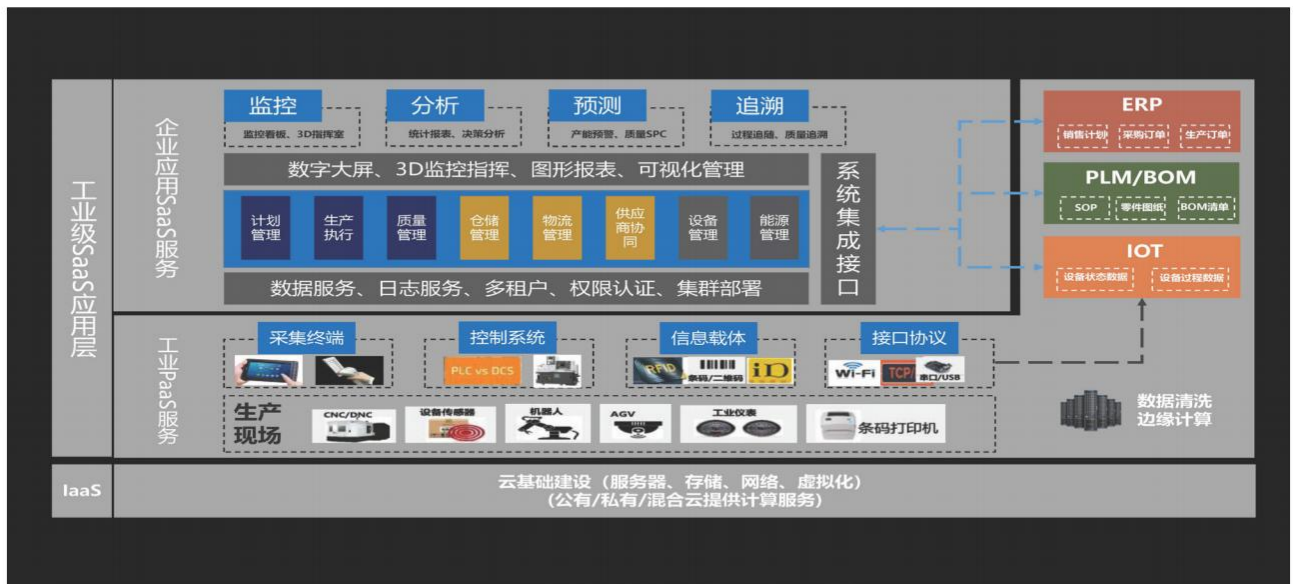 工业级SaaS应用层
企业应用SaaS服务
监控
监控看板、3D指挥室
分析
统计报表、决策分析
预测
产能预警、质量SPC
追溯
过程追随、质量追溯
数字大屏、3D监控指挥、图形报表、可视化管理
计划
管理
生产
执行
质量
管理
仓储
管理
物流
管理
供应
商协
同
设备
管理
能源
管理
数据服务、日志服务、多租户、权限认证、集群部署
系统集成接口
ERP
销售计划
采购订单
生产订单
PLM/BOM
SOP
零件图纸
BOM清单
IOT
设备状态数据
设备过程数据
工业PaaS服务
采集终端
控制系统
PLC vs DCS
信息载体
RFID
条码/二维码
iD
接口协议
Wi-Fi
TCP/
串口/USB
生产
现场
CNC/DNC
设备传感器
机器人
AGV
工业仪表
条码打印机
数据清洗
边缘计算
IaaS
云基础建设（服务器、存储、网络、虚拟化）
(公有/私有/混合云提供计算服务)